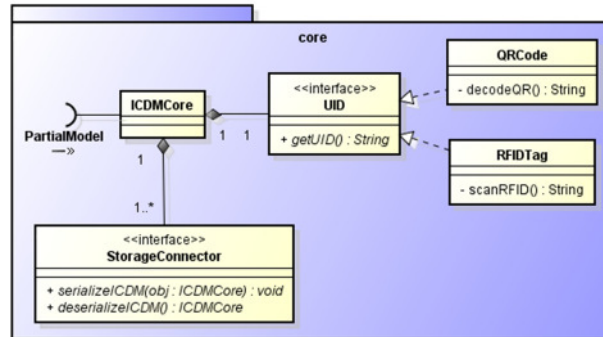 core
QRCode
- decodeQR() : String
<<interface>>
UID
+ getUID() : String
ICDMCore
1
1
PartialModel
—»
RFIDTag
- scanRFID() : String
1
1..*
<<interface>>
StorageConnector
+ serializeICDM(obj : ICDMCore) : void
+ deserializeICDM() : ICDMCore